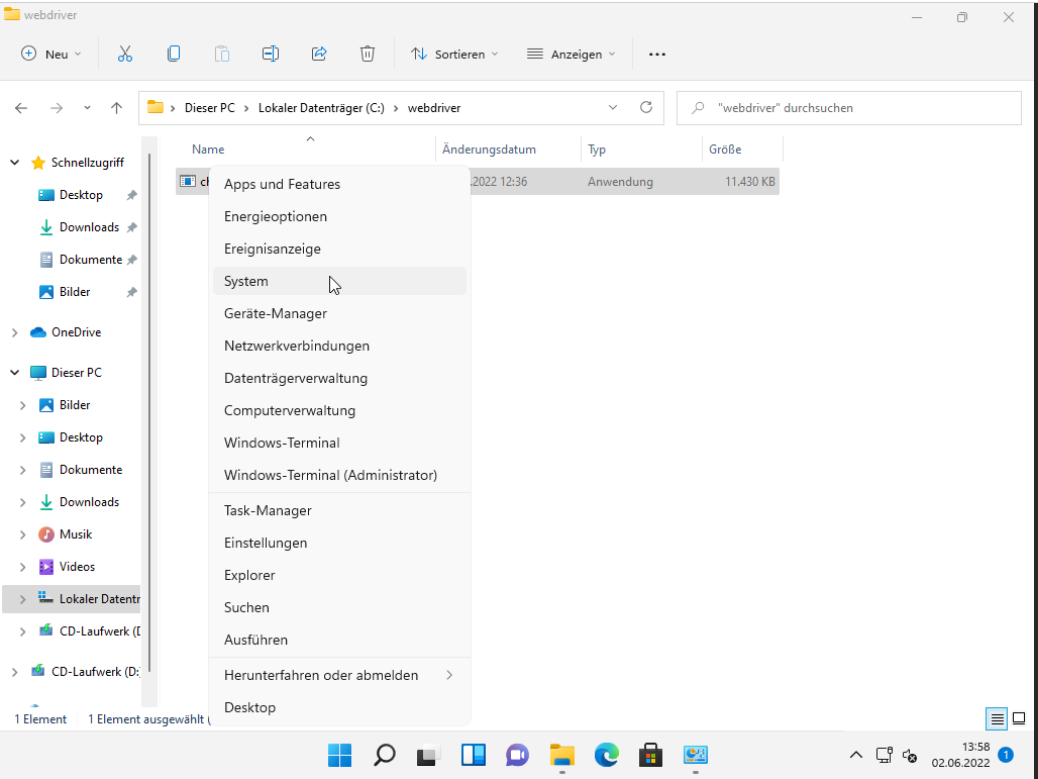 webdriver
Neu
Sortieren
Anzeigen
Dieser PC > Lokaler Datenträger (C:) > webdriver
"webdriver" durchsuchen
Name Änderungsdatum Typ Größe
.2022 12:36 Anwendung 11.430 KB
Schnellzugriff
Desktop
Downloads
Dokumente
Bilder
OneDrive
Dieser PC
Bilder
Desktop
Dokumente
Downloads
Musik
Videos
Lokaler Datentr
CD-Laufwerk (D
CD-Laufwerk (D:
Apps und Features
Energieoptionen
Ereignisanzeige
System
Geräte-Manager
Netzwerkverbindungen
Datenträgerverwaltung
Computerverwaltung
Windows-Terminal
Windows-Terminal (Administrator)
Task-Manager
Einstellungen
Explorer
Suchen
Ausführen
Herunterfahren oder abmelden
Desktop
1 Element 1 Element ausgewählt (
13:58
02.06.2022 1